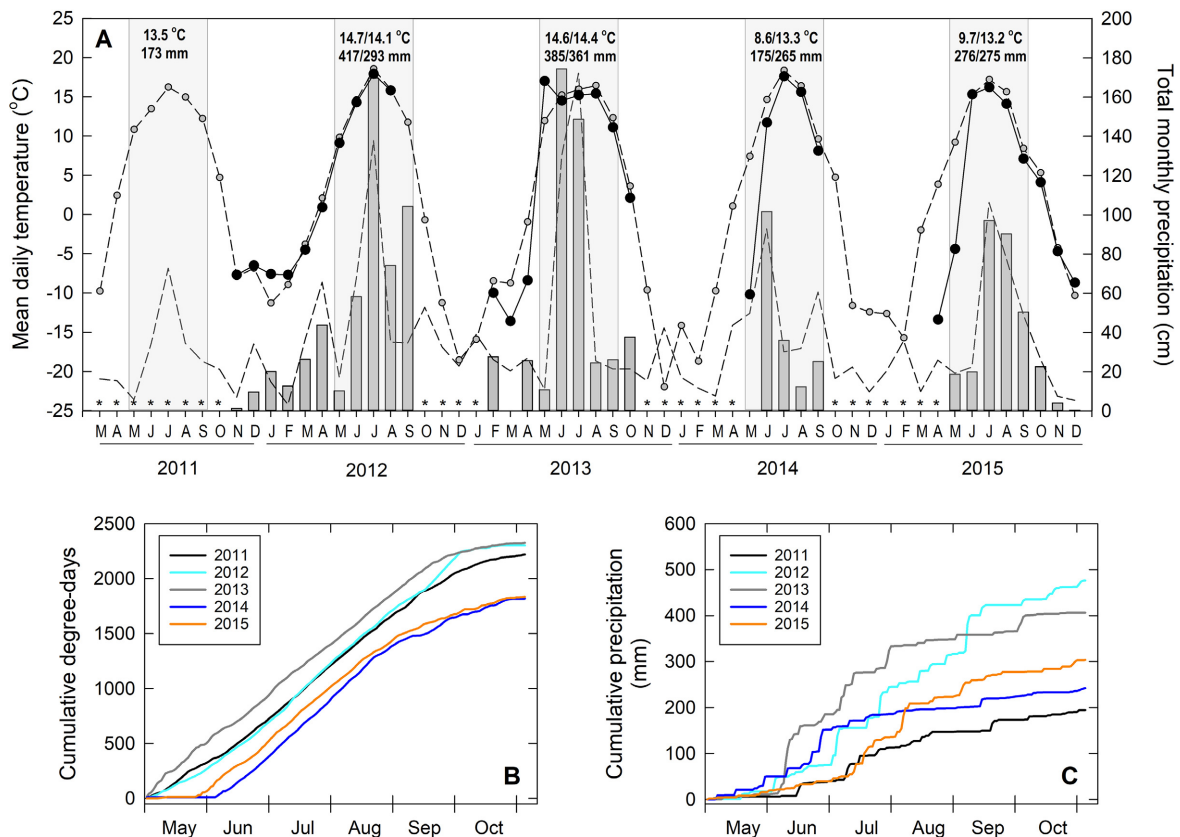 A
Mean daily temperature (°C)
Total monthly precipitation (cm)
25
20
15
10
5
0
-5
-10
-15
-20
-25
200
180
160
140
120
100
80
60
40
20
0
13.5 °C
173 mm
14.7/14.1 °C
417/293 mm
14.6/14.4 °C
385/361 mm
8.6/13.3 °C
175/265 mm
9.7/13.2 °C
276/275 mm
* * * * * * * * * * * * * * * * * * * * * * * * * * *
M A M J J A S O N D J F M A M J J A S O N D J F M A M J J A S O N D J F M A M J J A S O N D J F M A M J J A S O N D
2011 2012 2013 2014 2015
Cumulative degree-days
2500
2000
1500
1000
500
0
2011
2012
2013
2014
2015
B
May Jun Jul Aug Sep Oct
Cumulative precipitation
(mm)
600
500
400
300
200
100
0
2011
2012
2013
2014
2015
C
May Jun Jul Aug Sep Oct